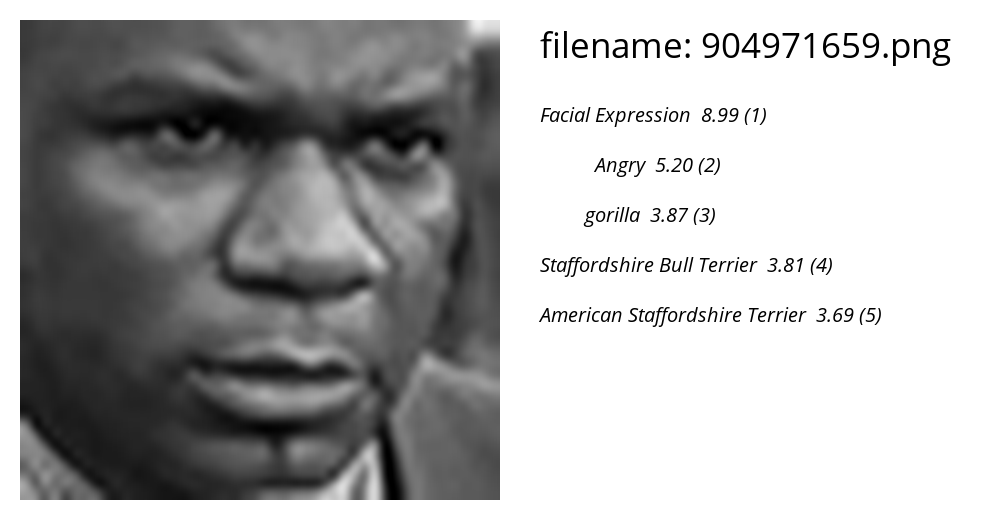 filename: 904971659.png
Facial Expression 8.99 (1)
Angry 5.20 (2)
gorilla 3.87 (3)
Staffordshire Bull Terrier 3.81 (4)
American Staffordshire Terrier 3.69 (5)